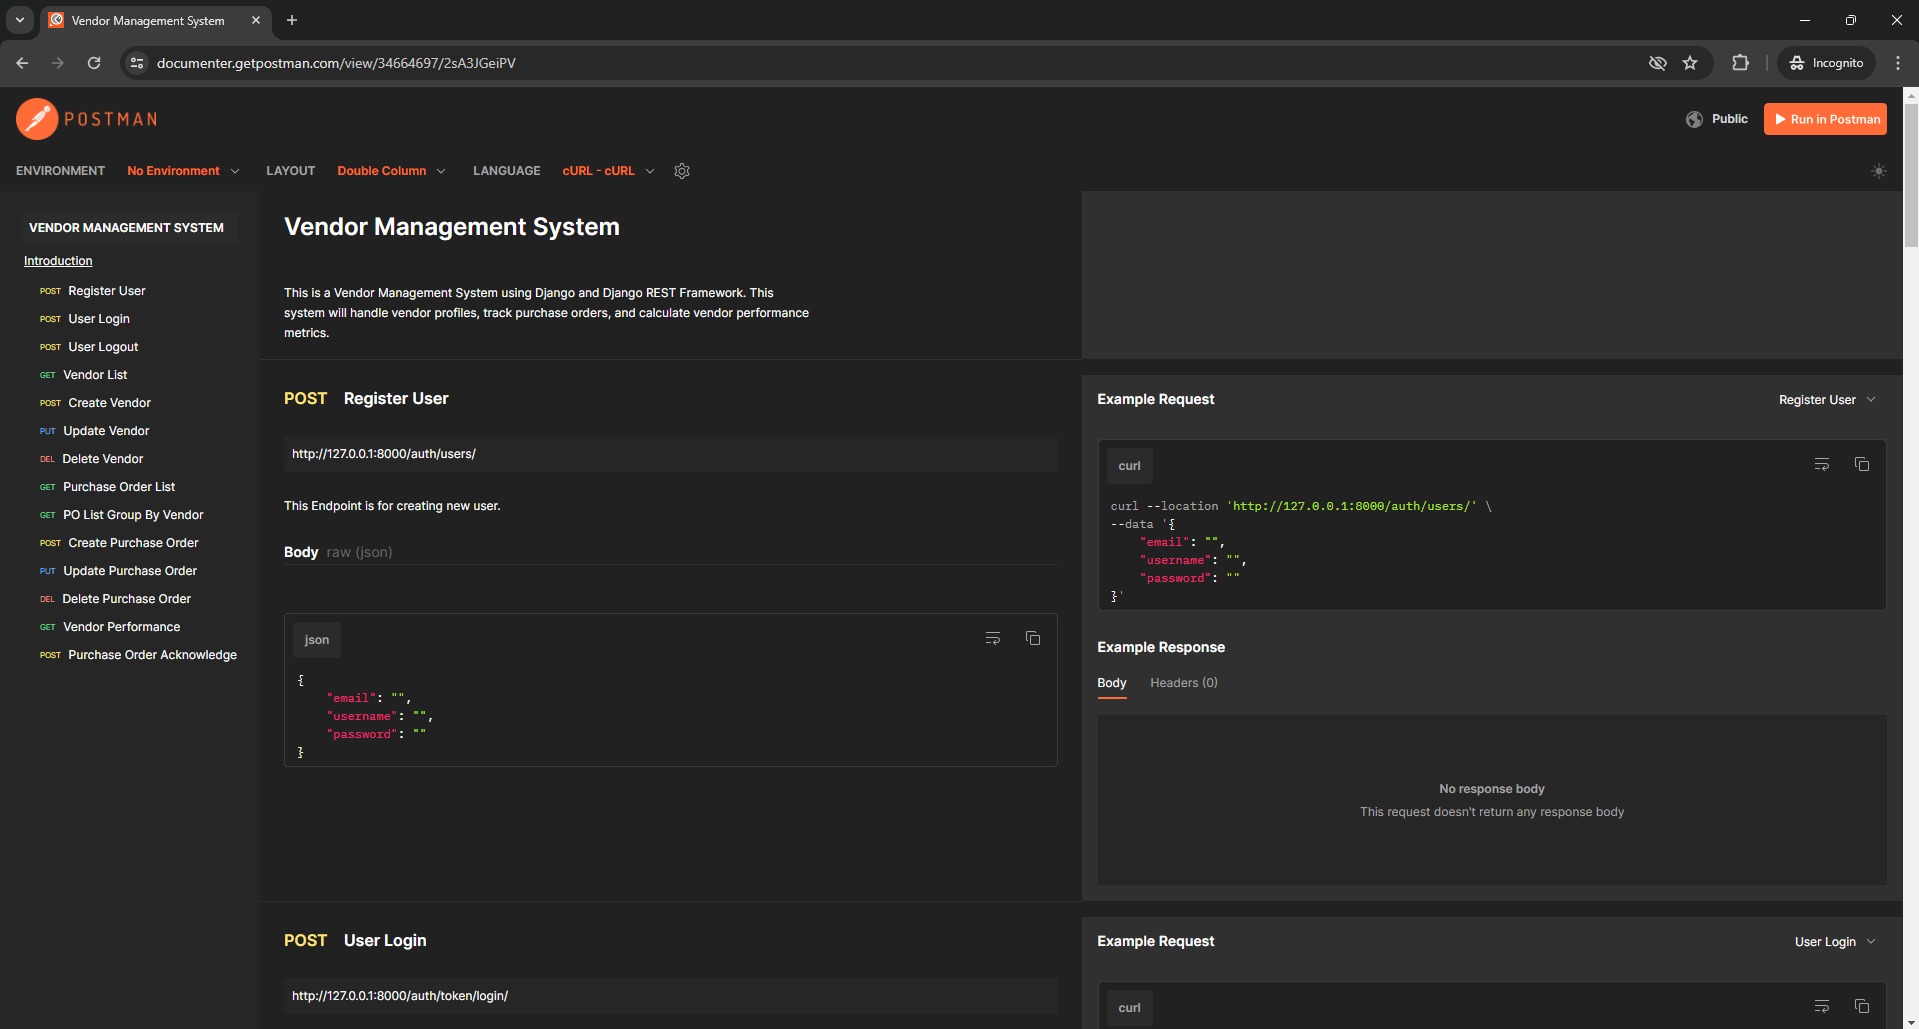 Vendor Management System
documenter.getpostman.com/view/34664697/2sA3JGeiPV
Incognito
POSTMAN
Public
Run in Postman
ENVIRONMENT No Environment LAYOUT Double Column LANGUAGE cURL - cURL
VENDOR MANAGEMENT SYSTEM
Introduction
POST Register User
POST User Login
POST User Logout
GET Vendor List
POST Create Vendor
PUT Update Vendor
DEL Delete Vendor
GET Purchase Order List
GET PO List Group By Vendor
POST Create Purchase Order
PUT Update Purchase Order
DEL Delete Purchase Order
GET Vendor Performance
POST Purchase Order Acknowledge
Vendor Management System
This is a Vendor Management System using Django and Django REST Framework. This
system will handle vendor profiles, track purchase orders, and calculate vendor performance
metrics.
POST Register User
http://127.0.0.1:8000/auth/users/
This Endpoint is for creating new user.
Body raw (json)
json
{
"email": "",
"username": "",
"password": ""
}
Example Request
Register User
curl
curl --location 'http://127.0.0.1:8000/auth/users/' \
--data '{
"email": "",
"username": "",
"password": ""
}'
Example Response
Body Headers (0)
No response body
This request doesn't return any response body
POST User Login
http://127.0.0.1:8000/auth/token/login/
Example Request
User Login
curl